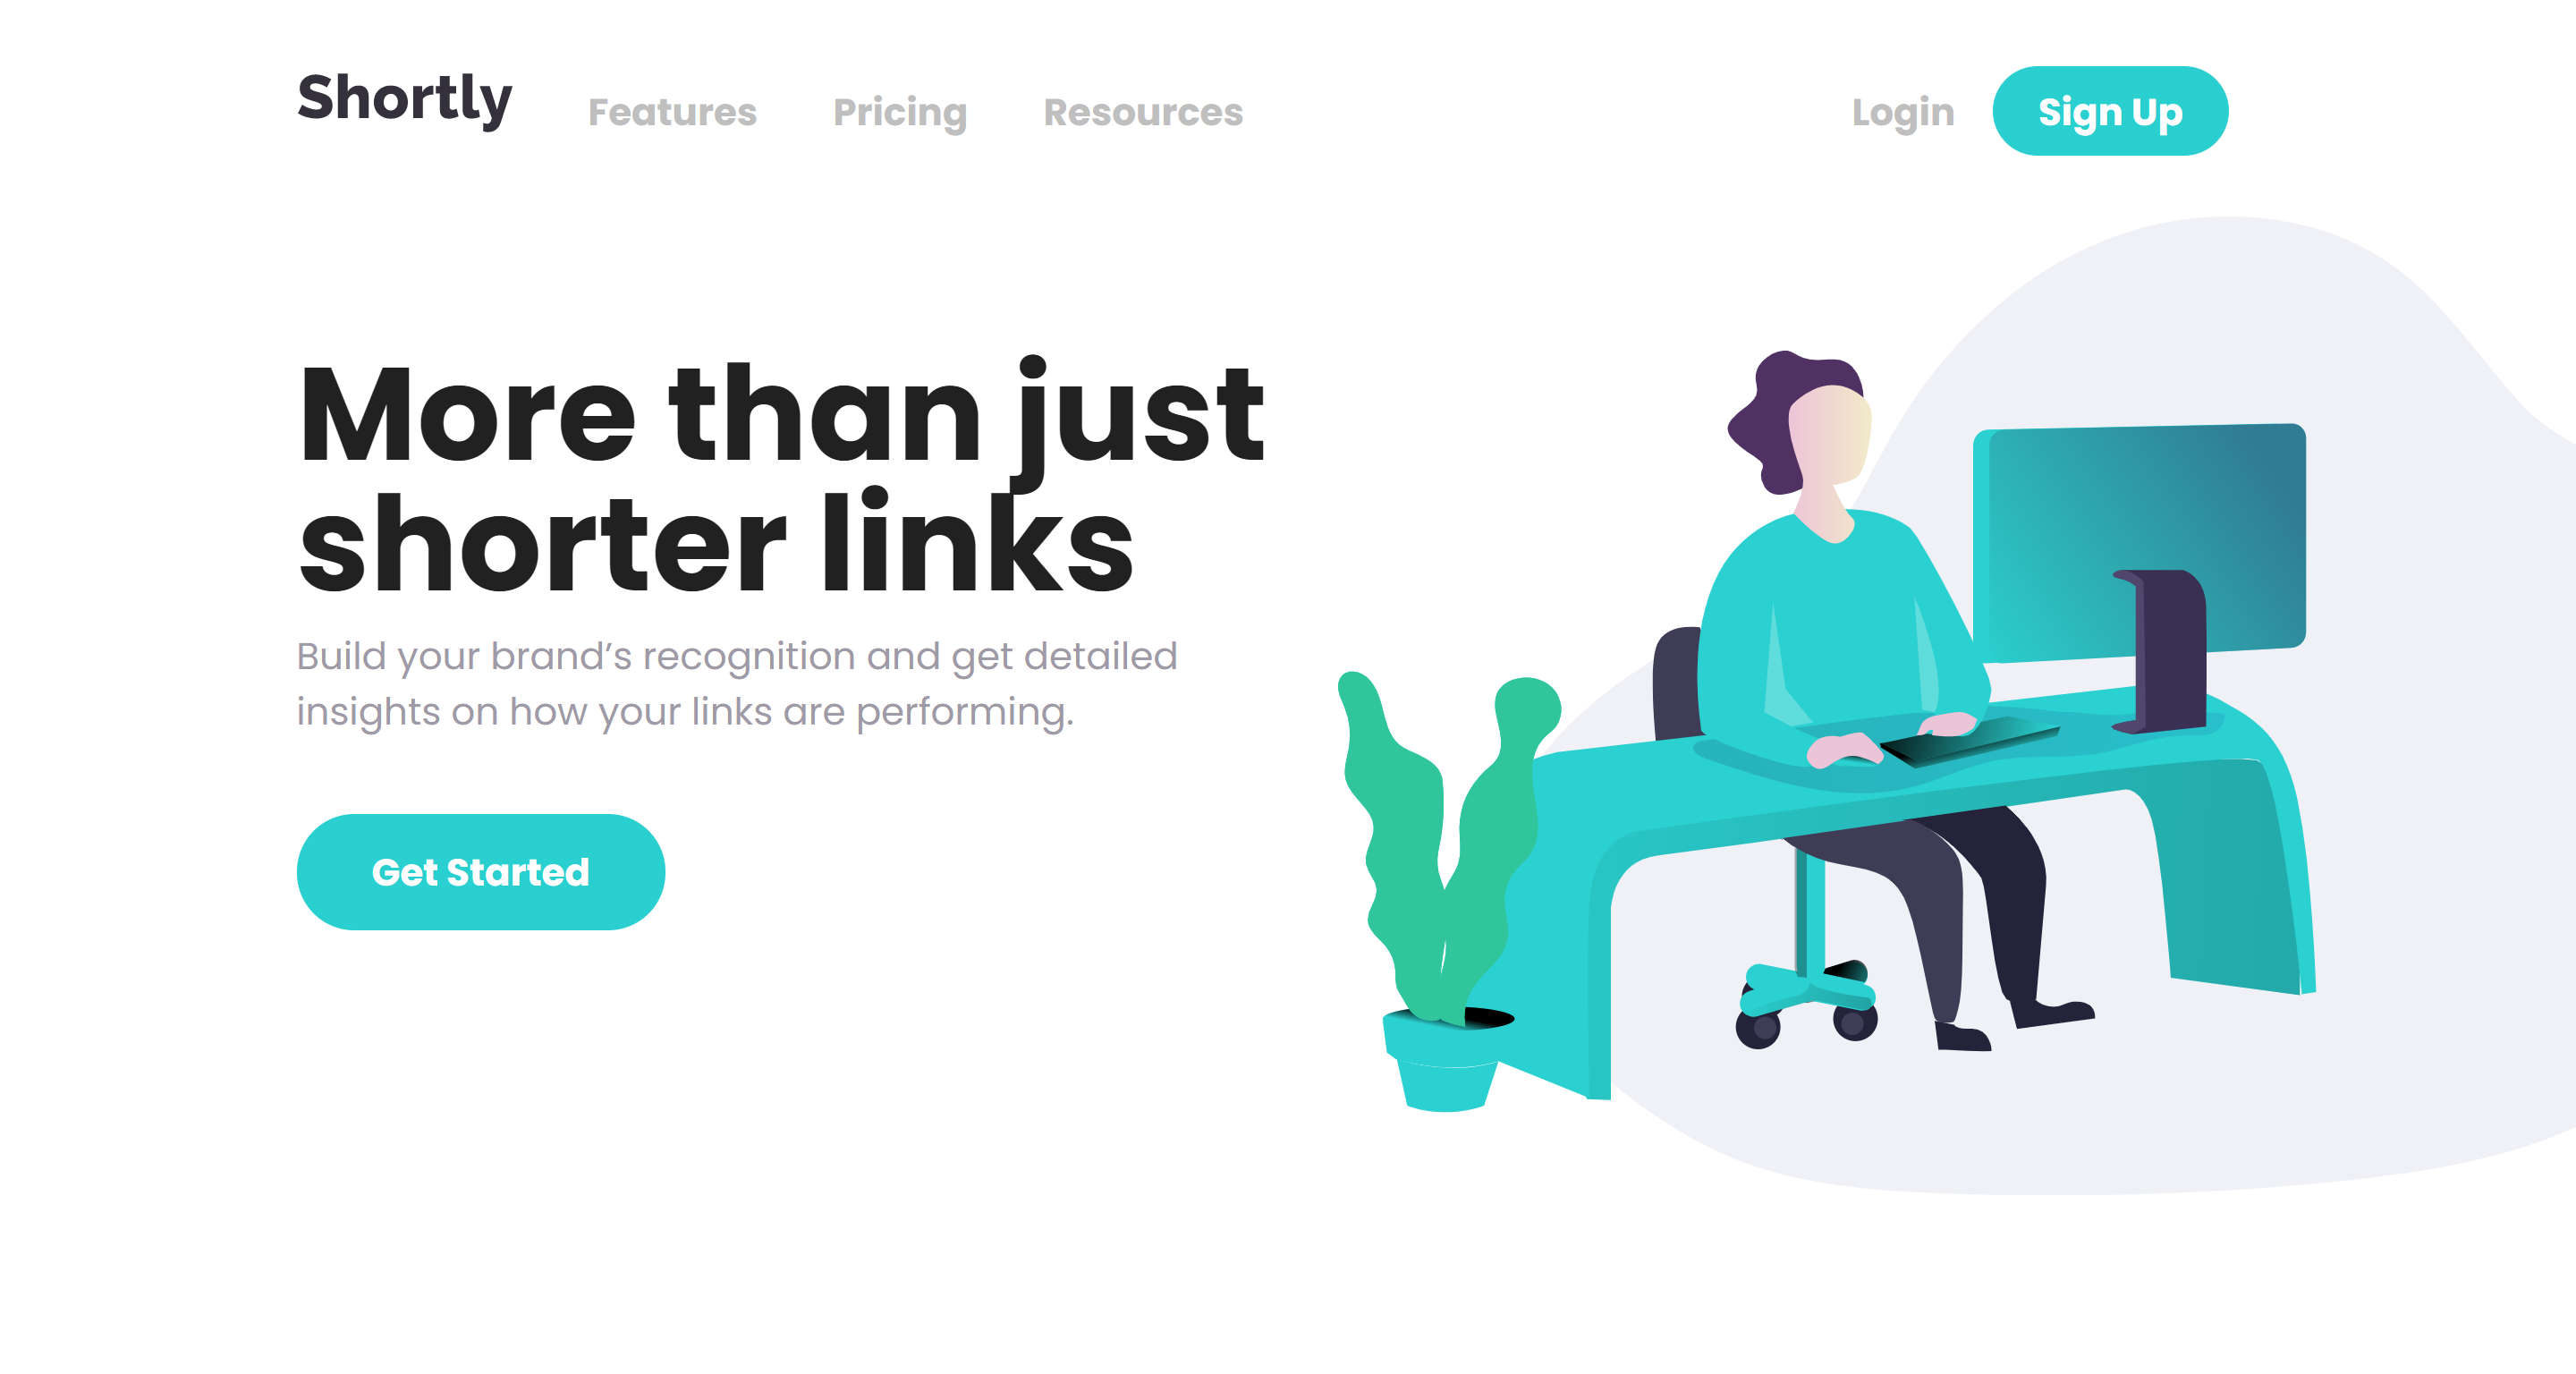 Shortly Features Pricing Resources Login Sign Up
More than just
shorter links
Build your brand’s recognition and get detailed
insights on how your links are performing.
Get Started